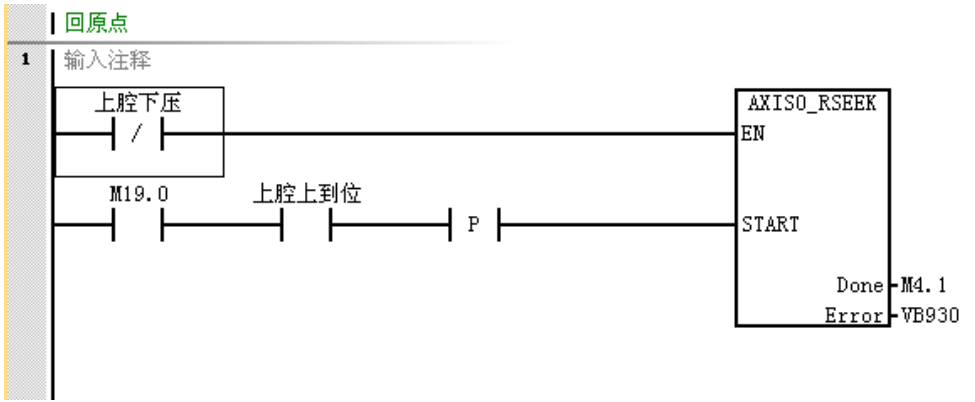 回原点
1 输入注释
上腔下压
AXIS0_RSEEK
/
EN
M19.0
上腔上到位
P
START
Done M4.1
Error VB930